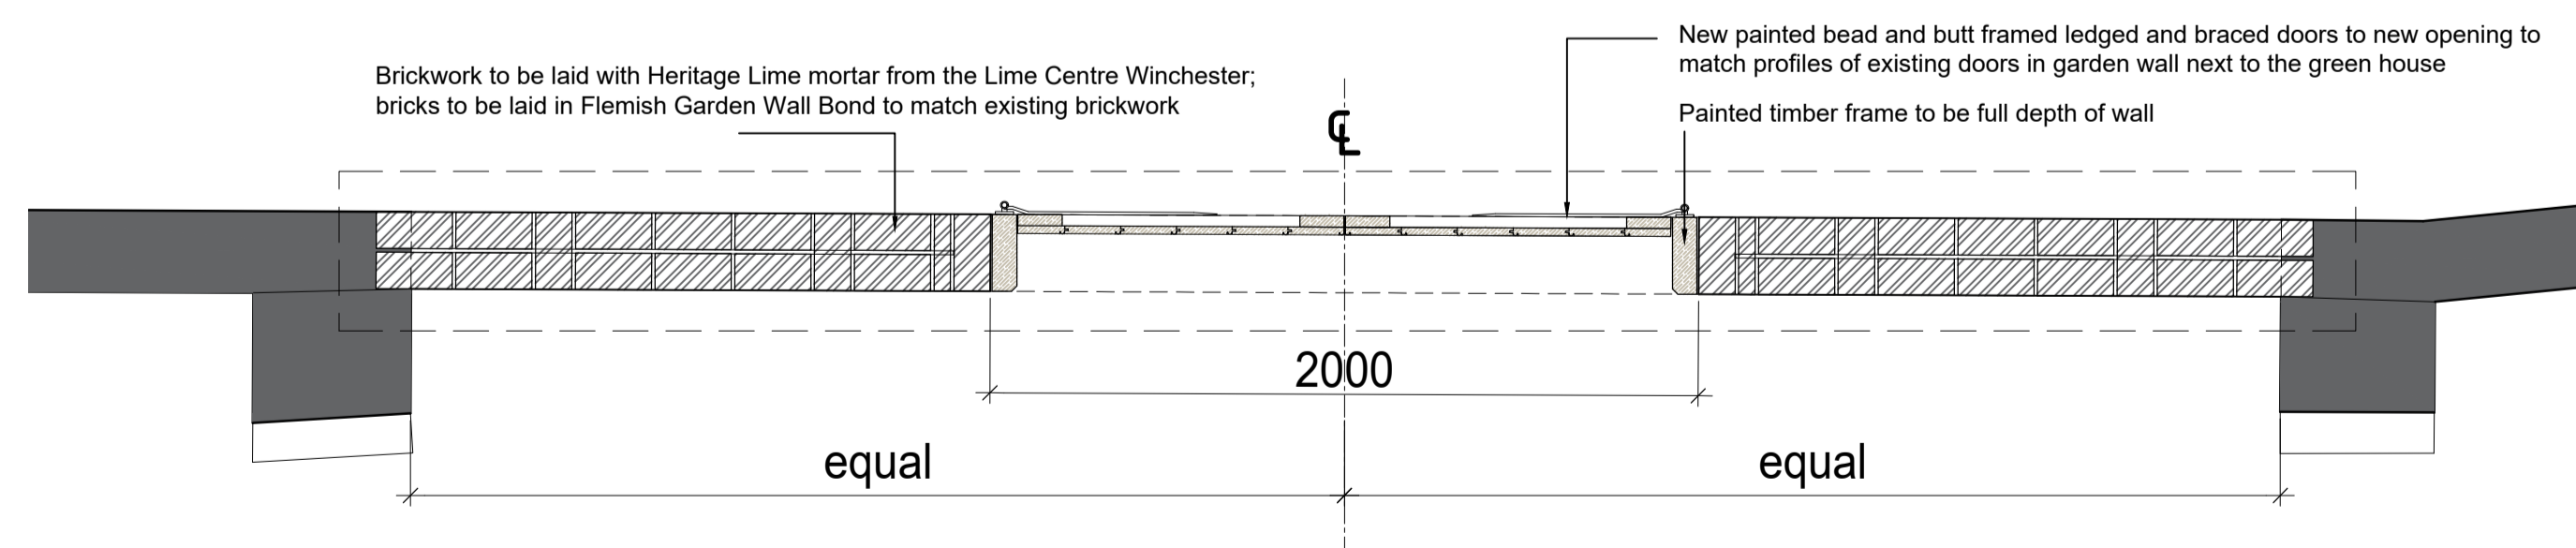 New painted bead and butt framed ledged and braced doors to new opening to
match profiles of existing doors in garden wall next to the green house
Brickwork to be laid with Heritage Lime mortar from the Lime Centre Winchester;
bricks to be laid in Flemish Garden Wall Bond to match existing brickwork
Painted timber frame to be full depth of wall
℄
2000
equal
equal